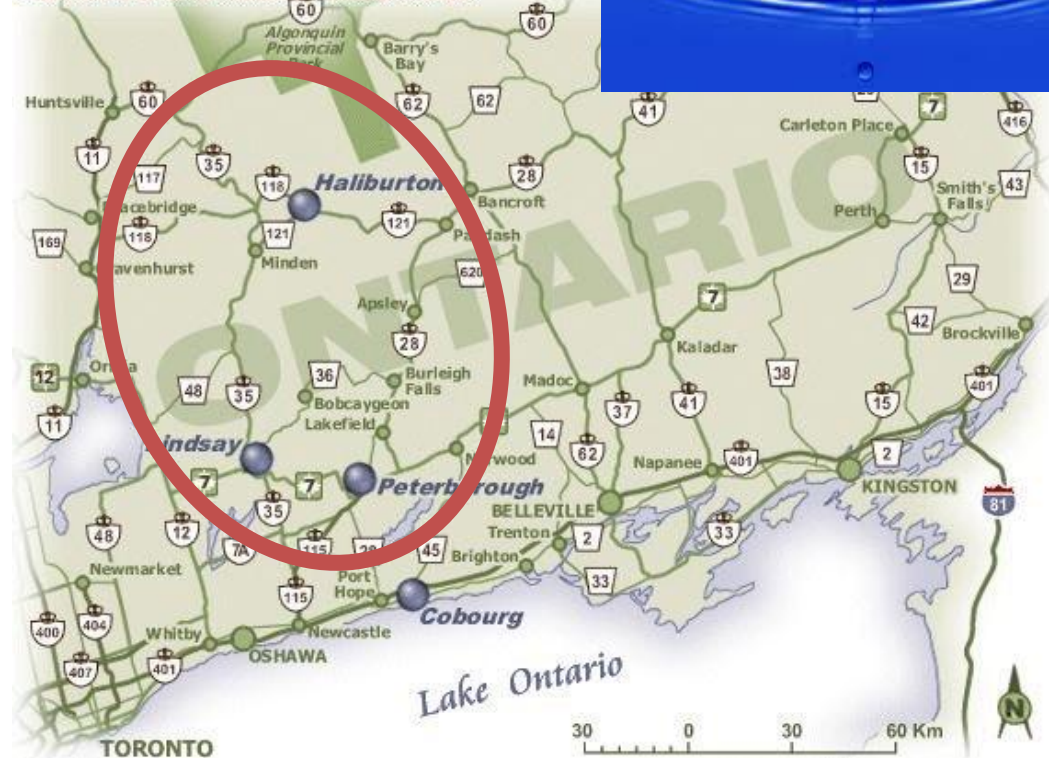 60
60
Algonquin
Provincial
Park
Barry's
Bay
Huntsville
60
62
62
41
7
416
Carleton Place
11
35
117
118
Haliburton
28
15
43
Smith's
Falls
Bancroft
Perth
118
121
121
169
Minden
620
ONTARIO
7
29
Apsley
28
42
Brockville
Kaladar
12
36
Burleigh
Falls
Madoc
38
401
48
35
Bobcaygeon
37
41
15
11
Lakefield
14
62
Napanee
401
2
7
7
Peterborough
KINGSTON
35
BELLEVILLE
81
48
12
7A
115
45
Trenton
2
33
Newmarket
Brighton
Port
Hope
33
115
404
400
Cobourg
Whitby
Newcastle
OSHAWA
407
401
Lake Ontario
N
30
0
30
60 Km
TORONTO